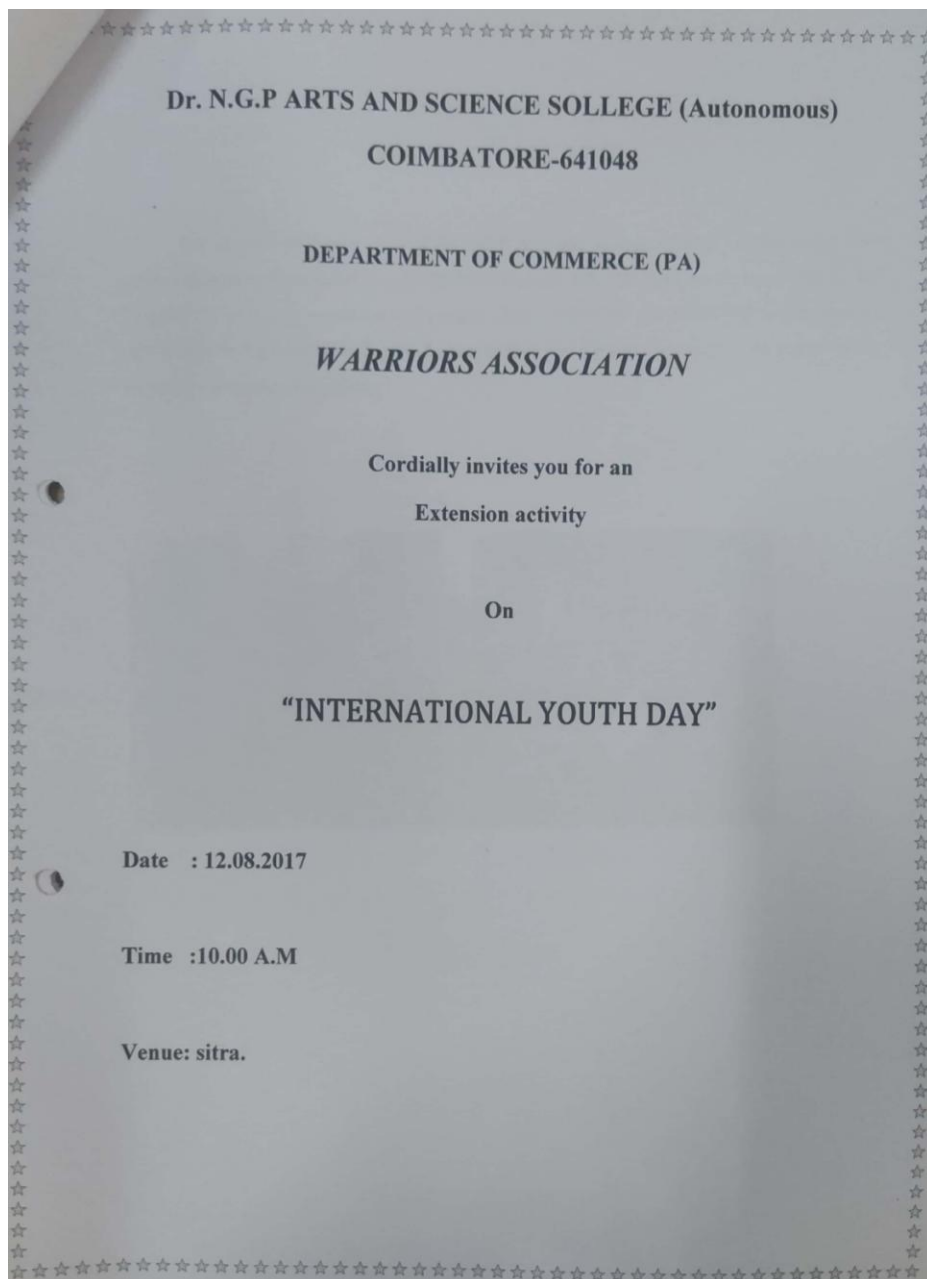 Dr. N.G.P ARTS AND SCIENCE SOLLEGE (Autonomous)
COIMBATORE-641048
DEPARTMENT OF COMMERCE (PA)
WARRIORS ASSOCIATION
Cordially invites you for an
Extension activity
On
“INTERNATIONAL YOUTH DAY”
Date : 12.08.2017
Time :10.00 A.M
Venue: sitra.